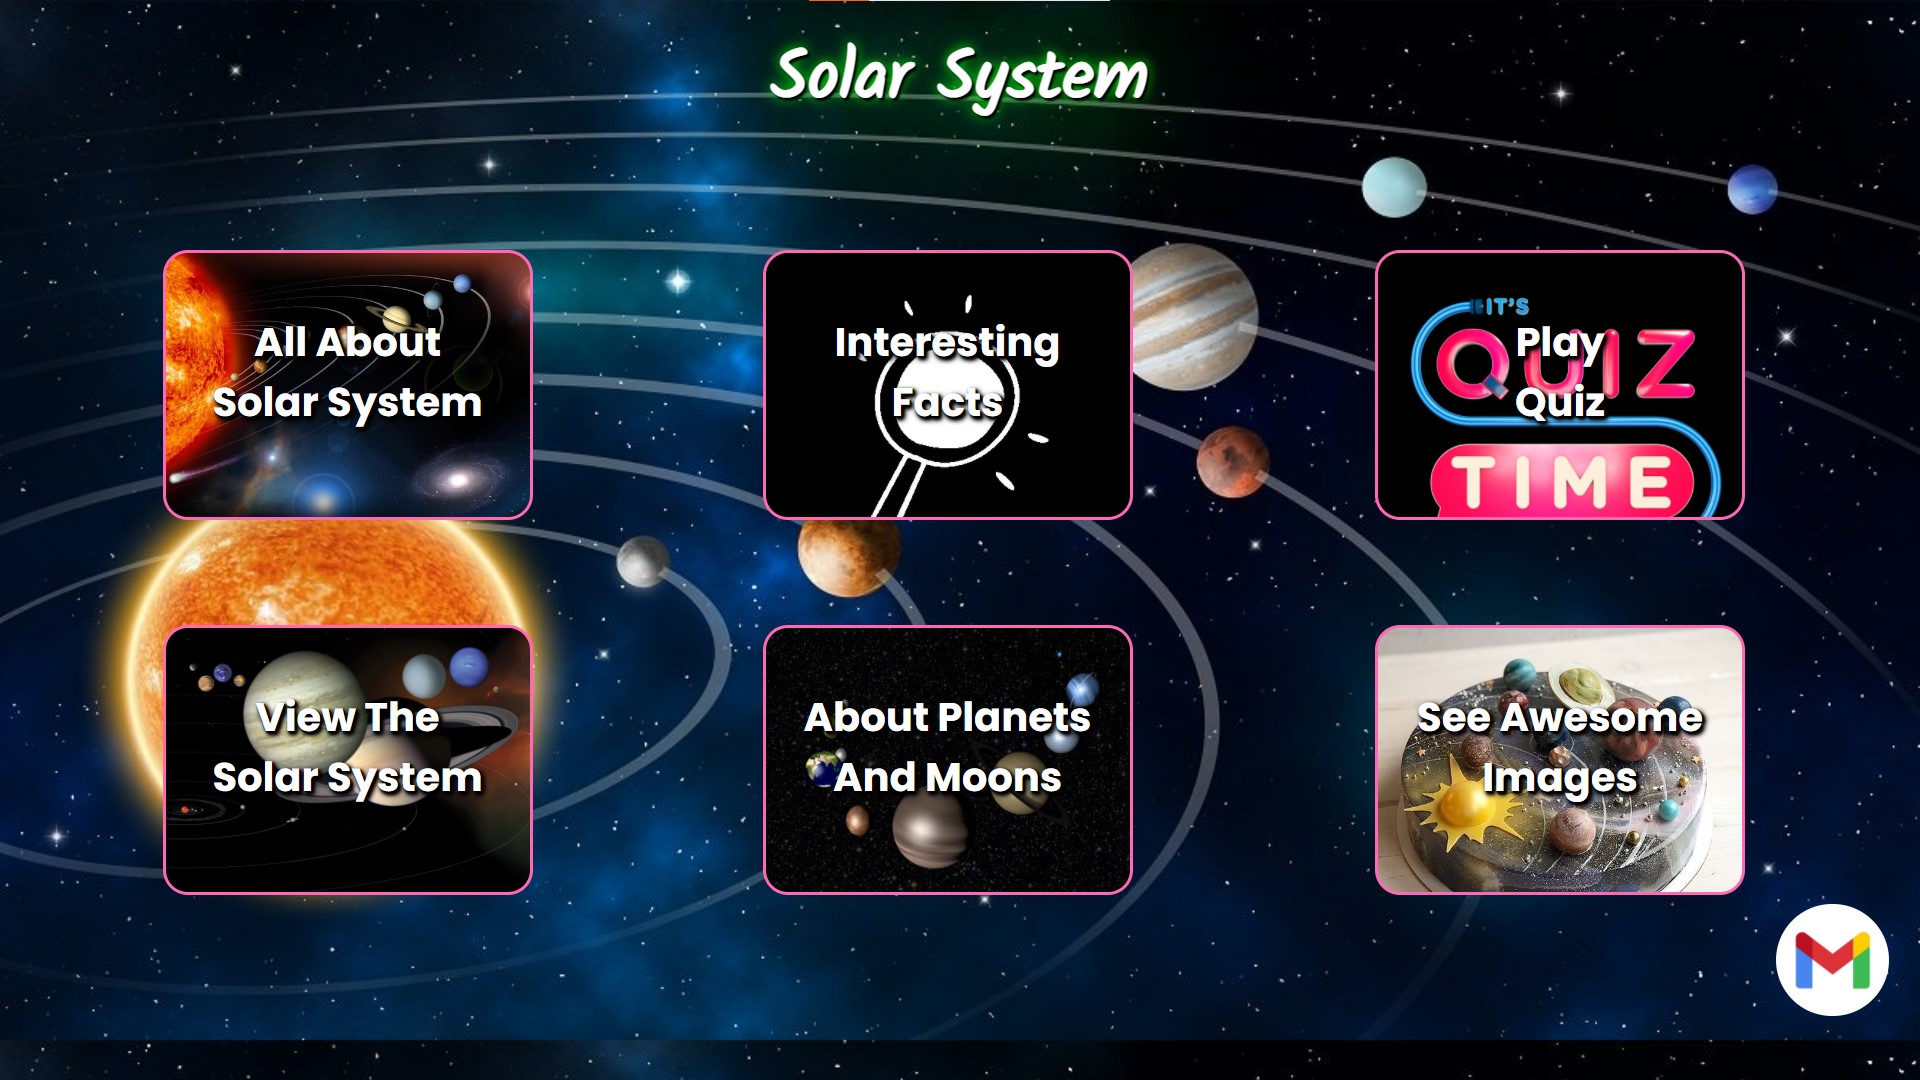 Solar System
All About
Solar System
Interesting
Facts
IT'S
QUIZ
TIME
Play
Quiz
View The
Solar System
About Planets
And Moons
See Awesome
Images